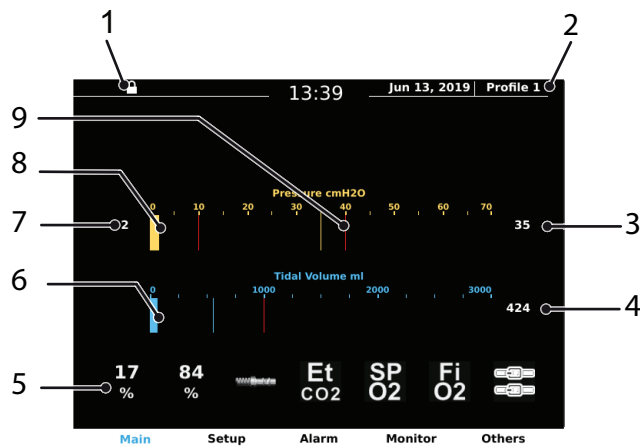 1
2
13:39
Jun 13, 2019
Profile 1
9
8
Pressure cmH2O
0 10 20 30 40 50 60 70
7
2
35
3
6
Tidal Volume ml
0 1000 2000 3000
424
4
5
17 %
84 %
Et CO2
SP O2
Fi O2
Main Setup Alarm Monitor Others